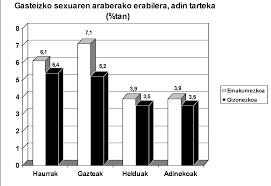 Gasteizko sexuaren araberako erabilera, adin tarteka
(%tan)
8
7
6
5
4
3
2
1
0
6,1
5,4
7,1
5,2
3,9
3,5
3,9
3,5
Haurrak
Gazteak
Helduak
Adinekoak
Emakumezkoa
Gizonezkoa